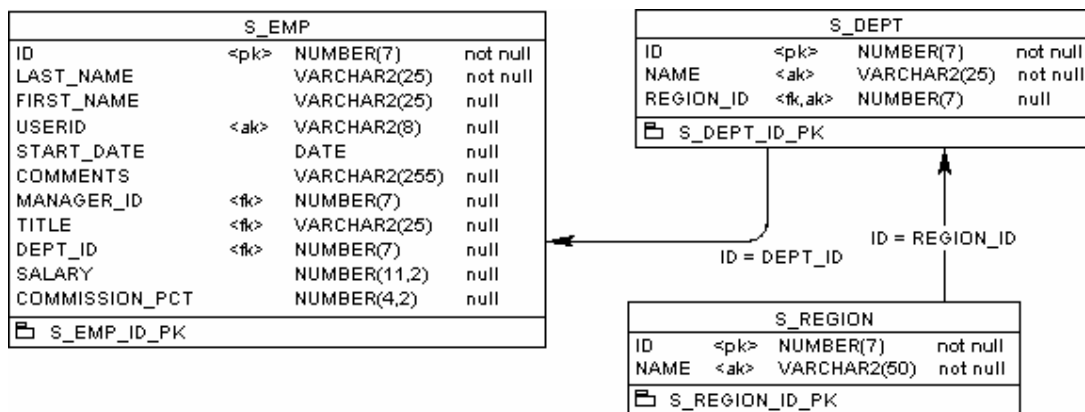 S_EMP
ID <pk> NUMBER(7) not null
LAST_NAME VARCHAR2(25) not null
FIRST_NAME VARCHAR2(25) null
USERID <ak> VARCHAR2(8) null
START_DATE DATE null
COMMENTS VARCHAR2(255) null
MANAGER_ID <fk> NUMBER(7) null
TITLE <fk> VARCHAR2(25) null
DEPT_ID <fk> NUMBER(7) null
SALARY NUMBER(11,2) null
COMMISSION_PCT NUMBER(4,2) null
S_EMP_ID_PK
S_DEPT
ID <pk> NUMBER(7) not null
NAME <ak> VARCHAR2(25) not null
REGION_ID <fk,ak> NUMBER(7) null
S_DEPT_ID_PK
ID = DEPT_ID
ID = REGION_ID
S_REGION
ID <pk> NUMBER(7) not null
NAME <ak> VARCHAR2(50) not null
S_REGION_ID_PK